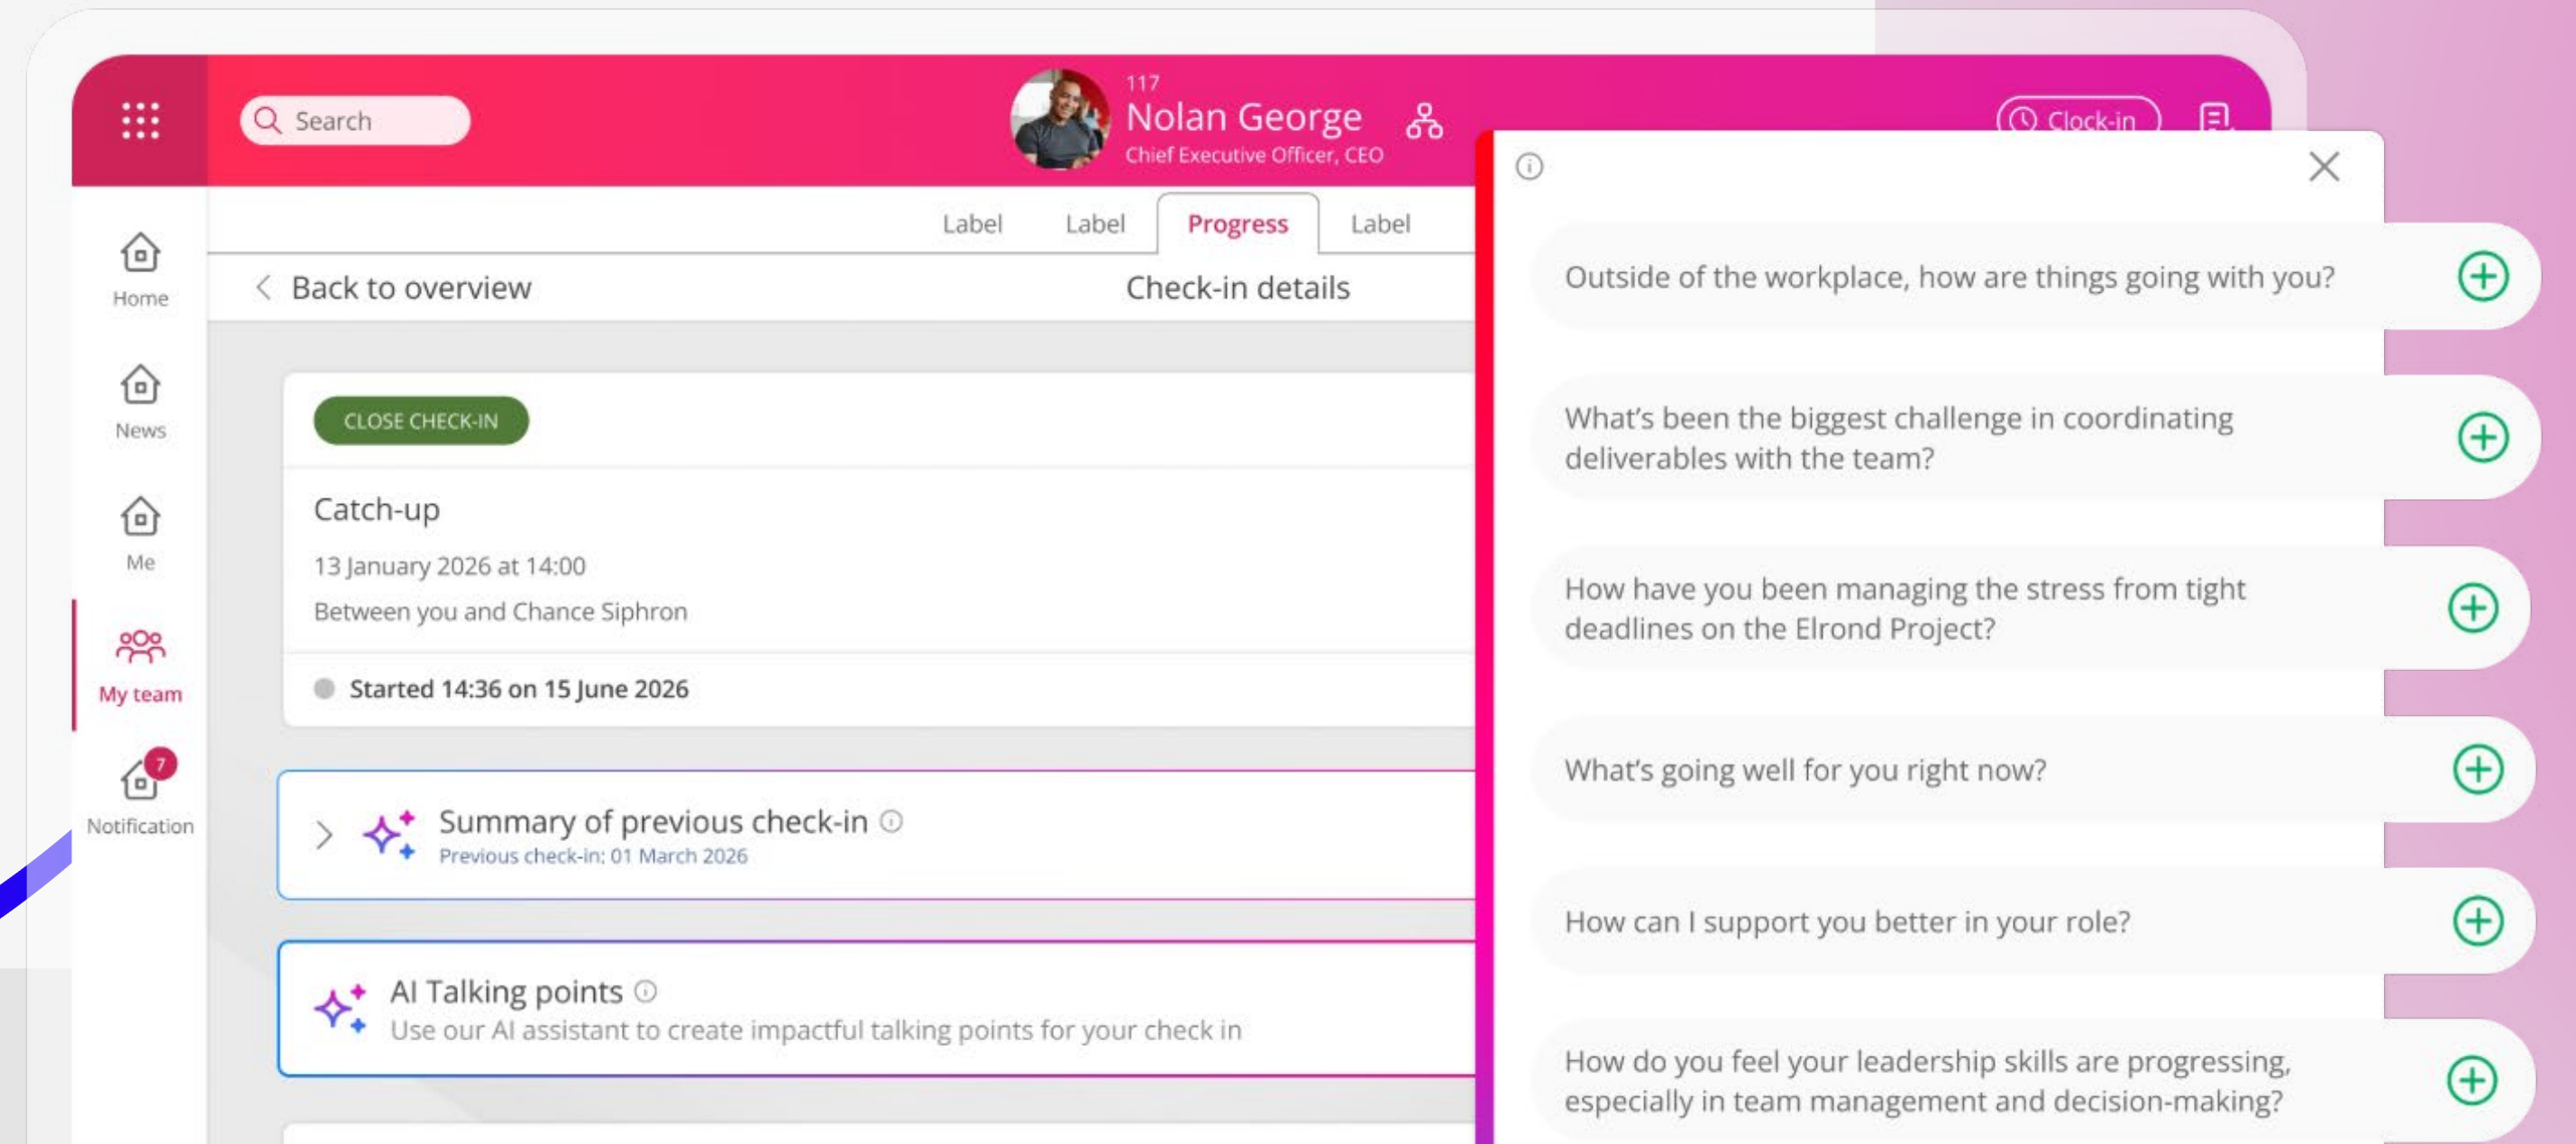 Search
117
Nolan George
Chief Executive Officer, CEO
Clock-in
Home
News
Me
My team
7
Notification
Label
Label
Progress
Label
Back to overview
Check-in details
CLOSE CHECK-IN
Catch-up
13 January 2026 at 14:00
Between you and Chance Siphron
Started 14:36 on 15 June 2026
Summary of previous check-in
Previous check-in: 01 March 2026
AI Talking points
Use our AI assistant to create impactful talking points for your check in
Outside of the workplace, how are things going with you?
What's been the biggest challenge in coordinating
deliverables with the team?
How have you been managing the stress from tight
deadlines on the Elrond Project?
What's going well for you right now?
How can I support you better in your role?
How do you feel your leadership skills are progressing,
especially in team management and decision-making?